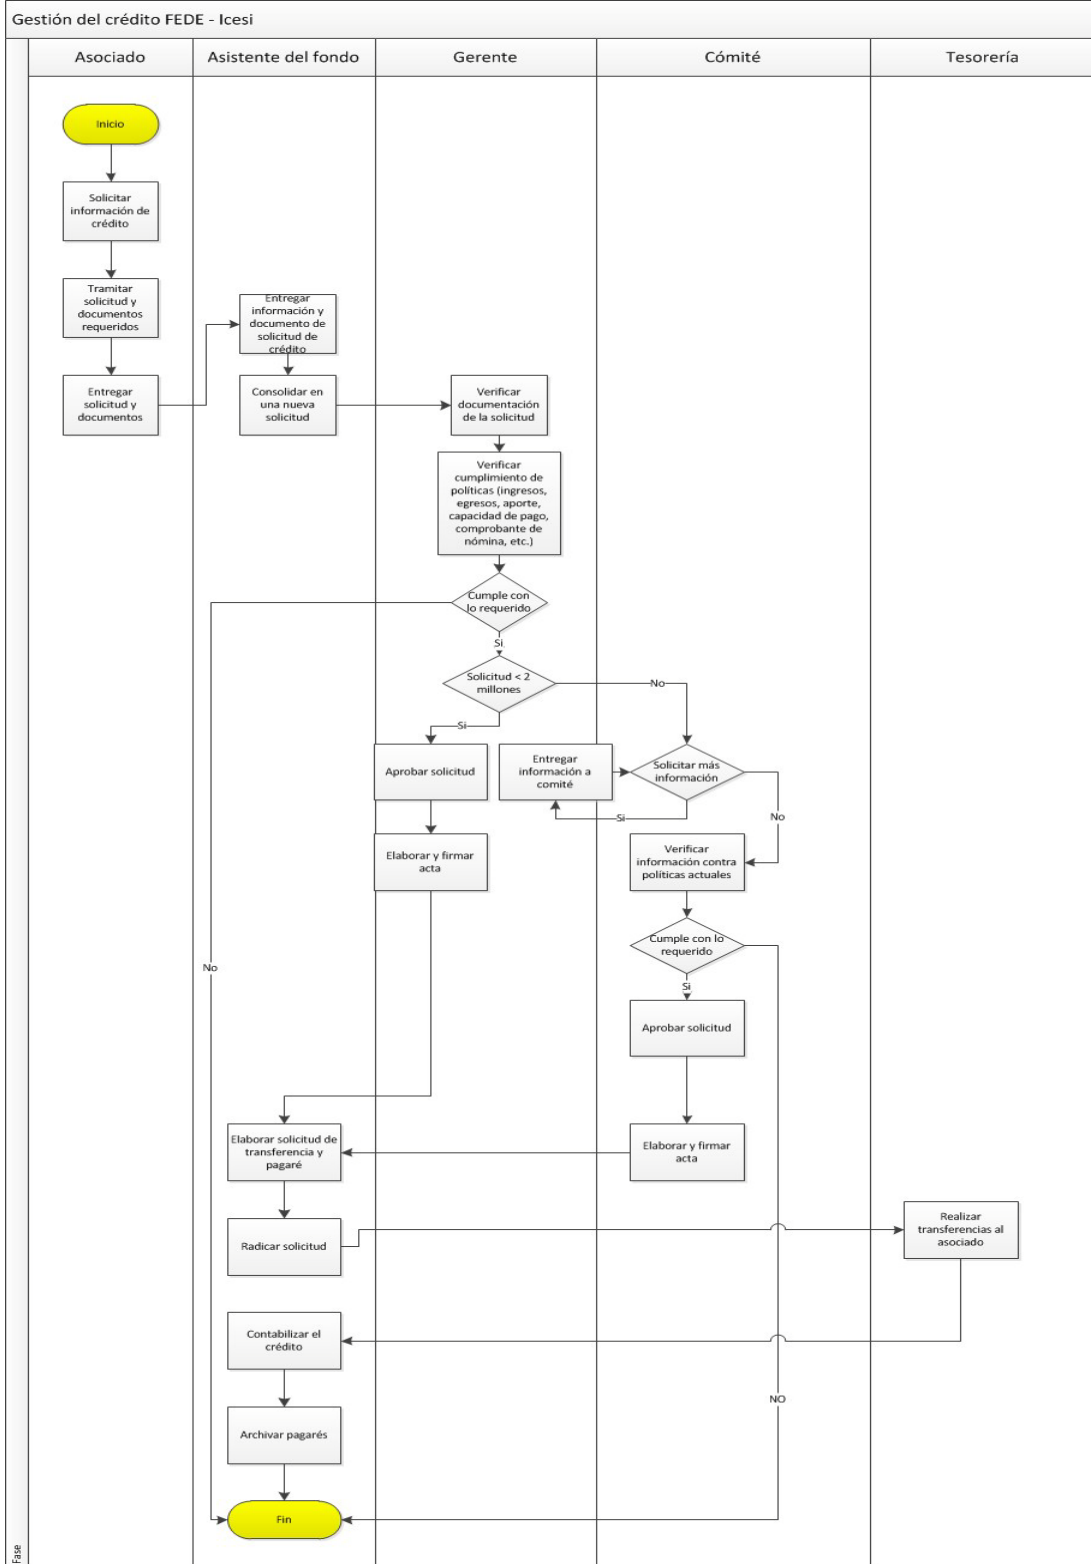 Gestión del crédito FEDE - Icesi
Asociado
Asistente del fondo
Gerente
Cómité
Tesorería
Inicio
Solicitar
información de
crédito
Tramitar
solicitud y
documentos
requeridos
Entregar
solicitud y
documentos
Entregar
información y
documento de
solicitud de
crédito
Consolidar en
una nueva
solicitud
Verificar
documentación
de la solicitud
Verificar
cumplimiento de
políticas (ingresos,
egresos, aporte,
capacidad de pago,
comprobante de
nómina, etc.)
Cumple con
lo requerido
Si
Solicitud < 2
millones
No
Si
Aprobar solicitud
Entregar
información a
comité
Solicitar más
información
Si
No
Elaborar y firmar
acta
Verificar
información contra
políticas actuales
Cumple con lo
requerido
No
Si
Aprobar solicitud
Elaborar solicitud de
transferencia y
pagaré
Elaborar y firmar
acta
Radicar solicitud
Realizar
transferencias al
asociado
Contabilizar el
crédito
NO
Archivar pagarés
Fin
Fase